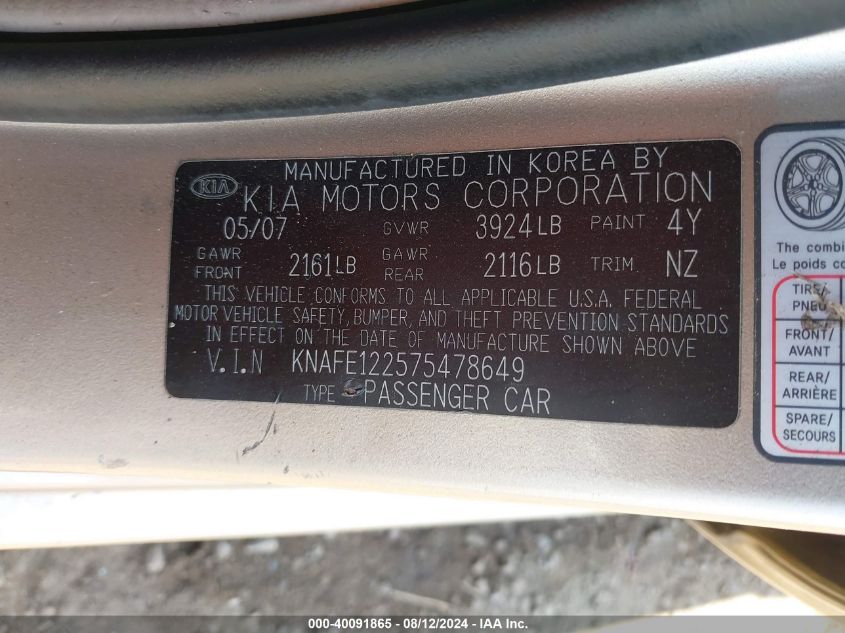 MANUFACTURED IN KOREA BY
KIA KIA MOTORS CORPORATION
05/07 GVWR 3924LB PAINT 4Y
GAWR FRONT 2161LB GAWR REAR 2116LB TRIM NZ
THIS VEHICLE CONFORMS TO ALL APPLICABLE U.S.A. FEDERAL
MOTOR VEHICLE SAFETY, BUMPER, AND THEFT PREVENTION STANDARDS
IN EFFECT ON THE DATE OF MANUFACTURE SHOWN ABOVE
V.I.N KNAFE122575478649
TYPE PASSENGER CAR
The combi
Le poids co
TIRE/
PNEU
FRONT/
AVANT
REAR/
ARRIÈRE
SPARE/
SECOURS
000-40091865 - 08/12/2024 - IAA Inc.